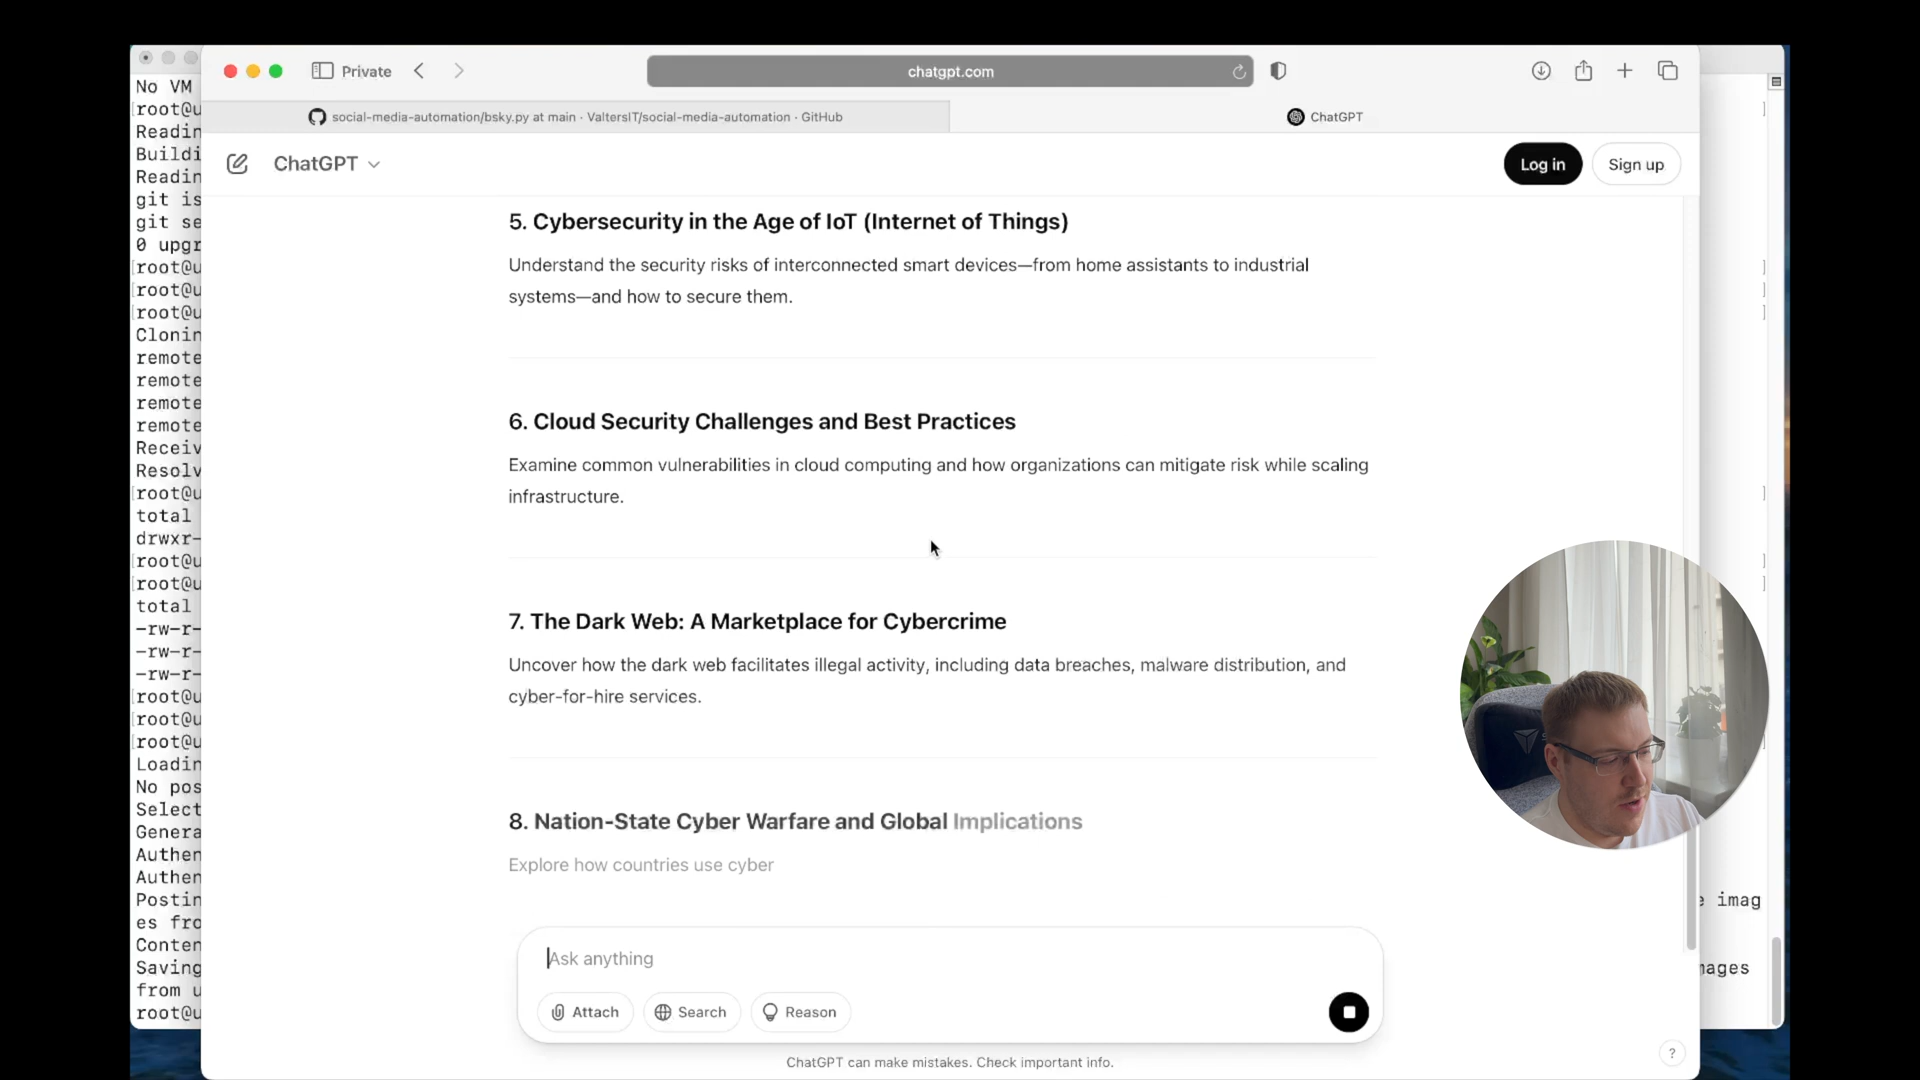 Private
chatgpt.com
social-media-automation/bsky.py at main · ValtersIT/social-media-automation · GitHub
ChatGPT
ChatGPT
Log in
Sign up
5. Cybersecurity in the Age of IoT (Internet of Things)
Understand the security risks of interconnected smart devices—from home assistants to industrial
systems—and how to secure them.
6. Cloud Security Challenges and Best Practices
Examine common vulnerabilities in cloud computing and how organizations can mitigate risk while scaling
infrastructure.
7. The Dark Web: A Marketplace for Cybercrime
Uncover how the dark web facilitates illegal activity, including data breaches, malware distribution, and
cyber-for-hire services.
8. Nation-State Cyber Warfare and Global Implications
Explore how countries use cyber
Ask anything
Attach
Search
Reason
ChatGPT can make mistakes. Check important info.
?
No VM
[root@u
Readin
Buildi
Readin
git is
git se
0 upgr
[root@u
[root@u
[root@u
Clonin
remote
remote
remote
remote
Receiv
Resolv
[root@u
total
drwxr-
[root@u
[root@u
total
-rw-r-
-rw-r-
-rw-r-
[root@u
[root@u
[root@u
Loadin
No pos
Select
Genera
Authen
Authen
Postin e imag
es fro
Conten
Saving mages
from u
root@u